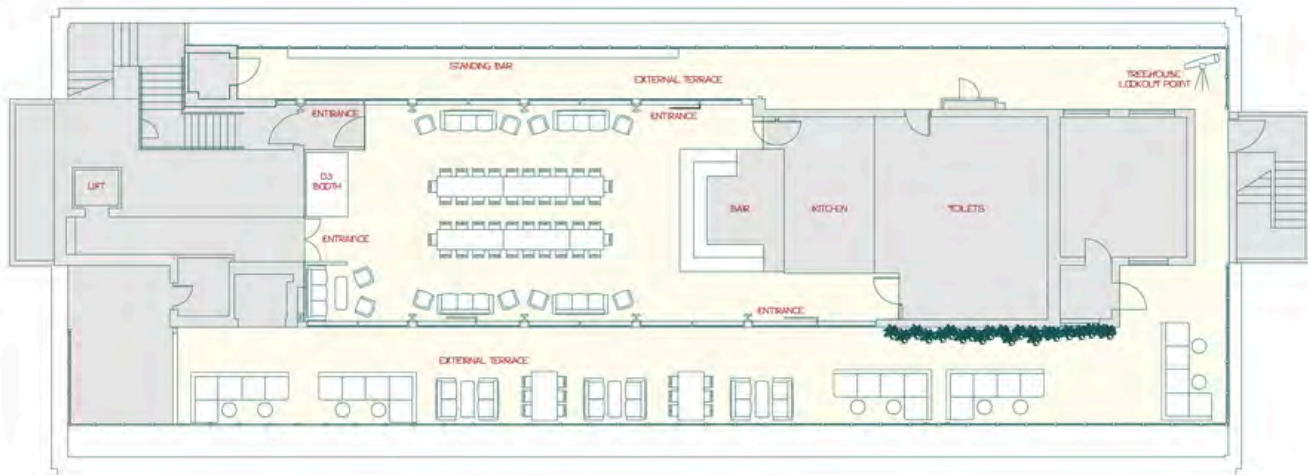 STANDING BAR
EXTERNAL TERRACE
TREEHOUSE
LOOKOUT POINT
ENTRANCE
ENTRANCE
LIFT
DJ
BOOTH
BAR
KITCHEN
TOILETS
ENTRANCE
ENTRANCE
EXTERNAL TERRACE